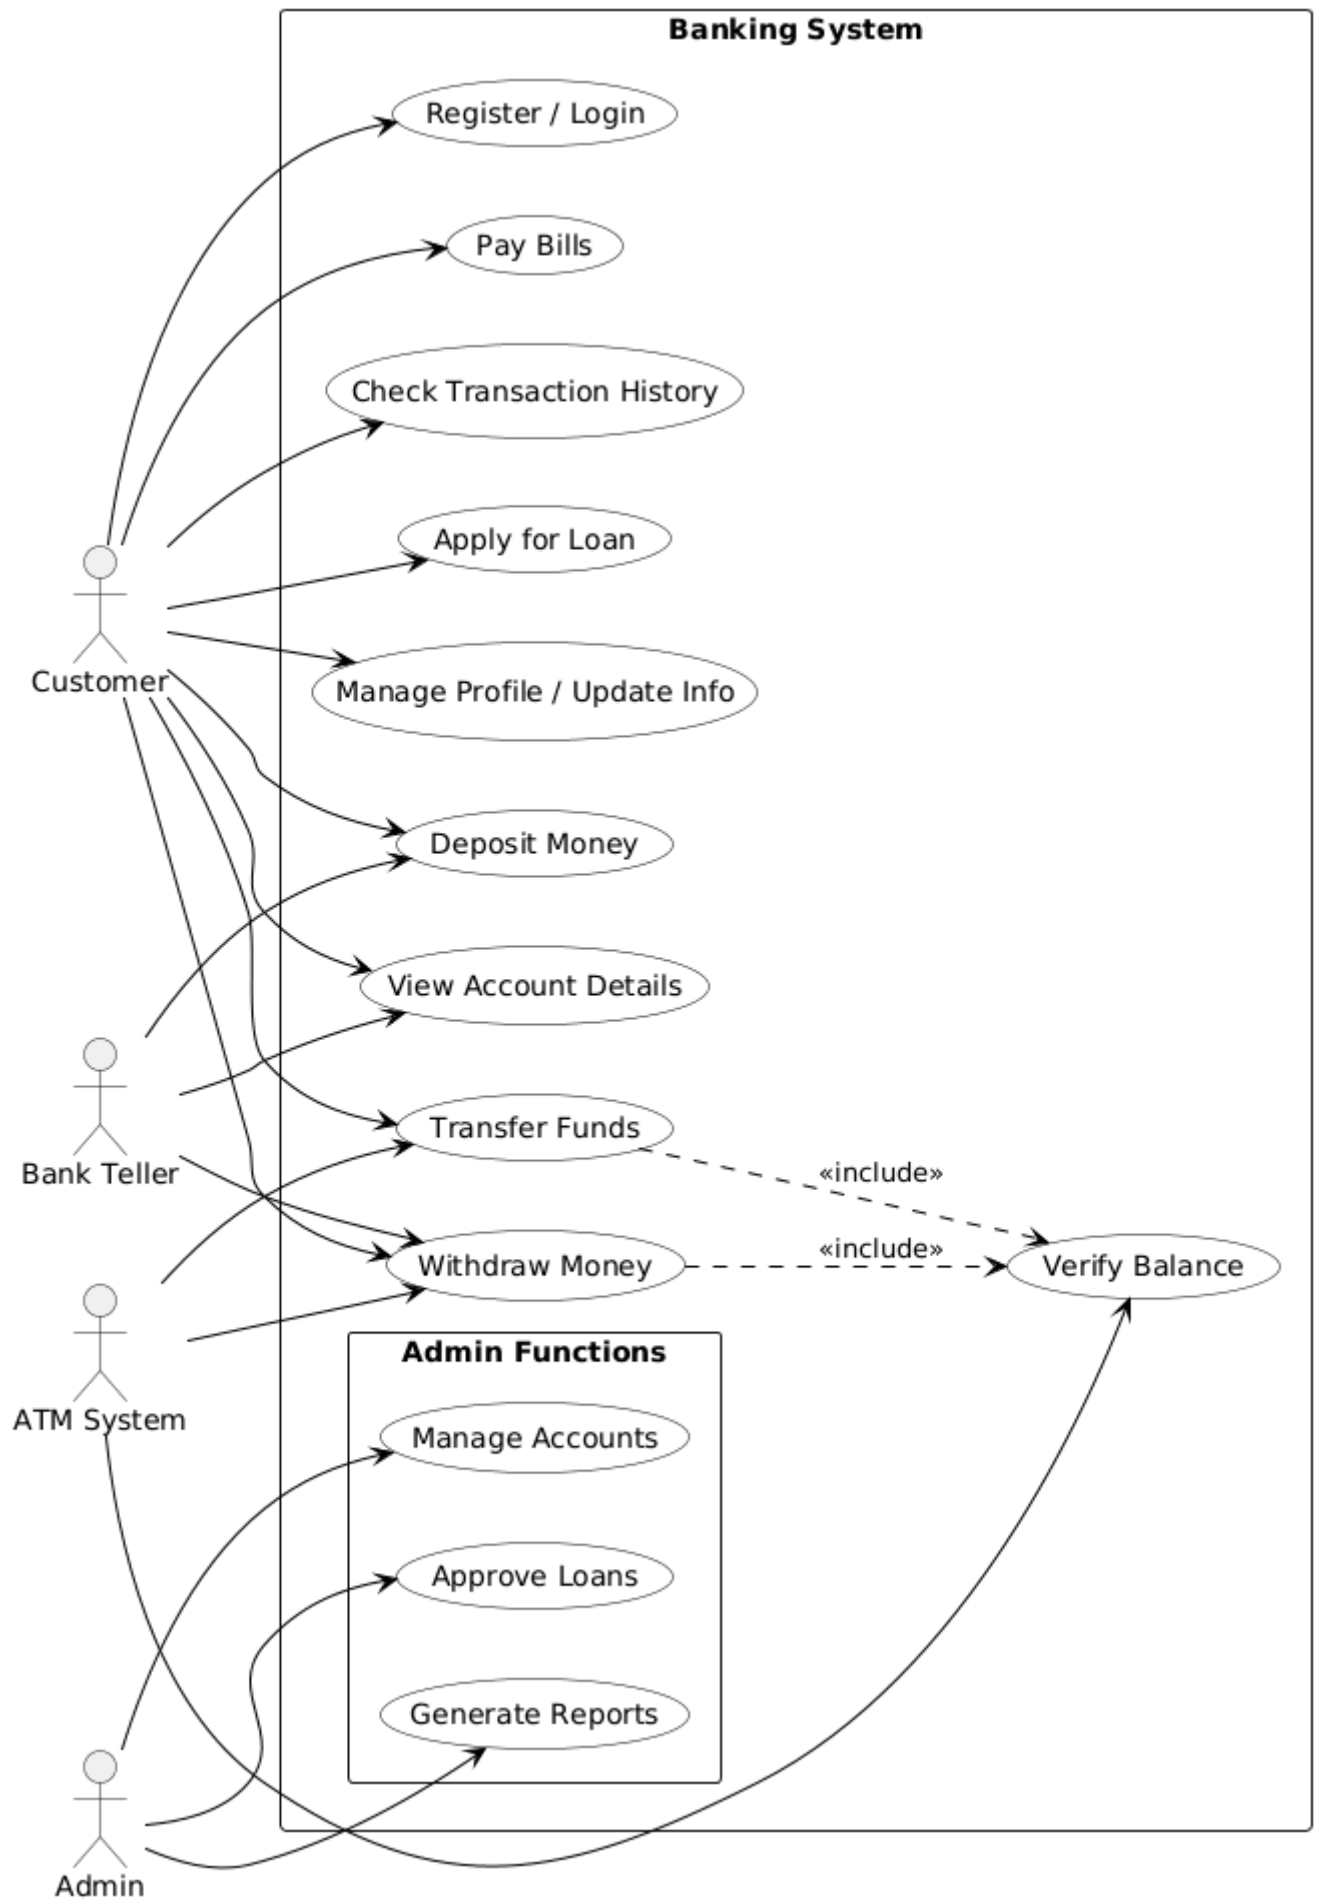 Banking System
Register / Login
Pay Bills
Check Transaction History
Apply for Loan
Customer
Manage Profile / Update Info
Deposit Money
View Account Details
Transfer Funds
Bank Teller
«include»
«include»
Withdraw Money
Verify Balance
Admin Functions
ATM System
Manage Accounts
Approve Loans
Generate Reports
Admin